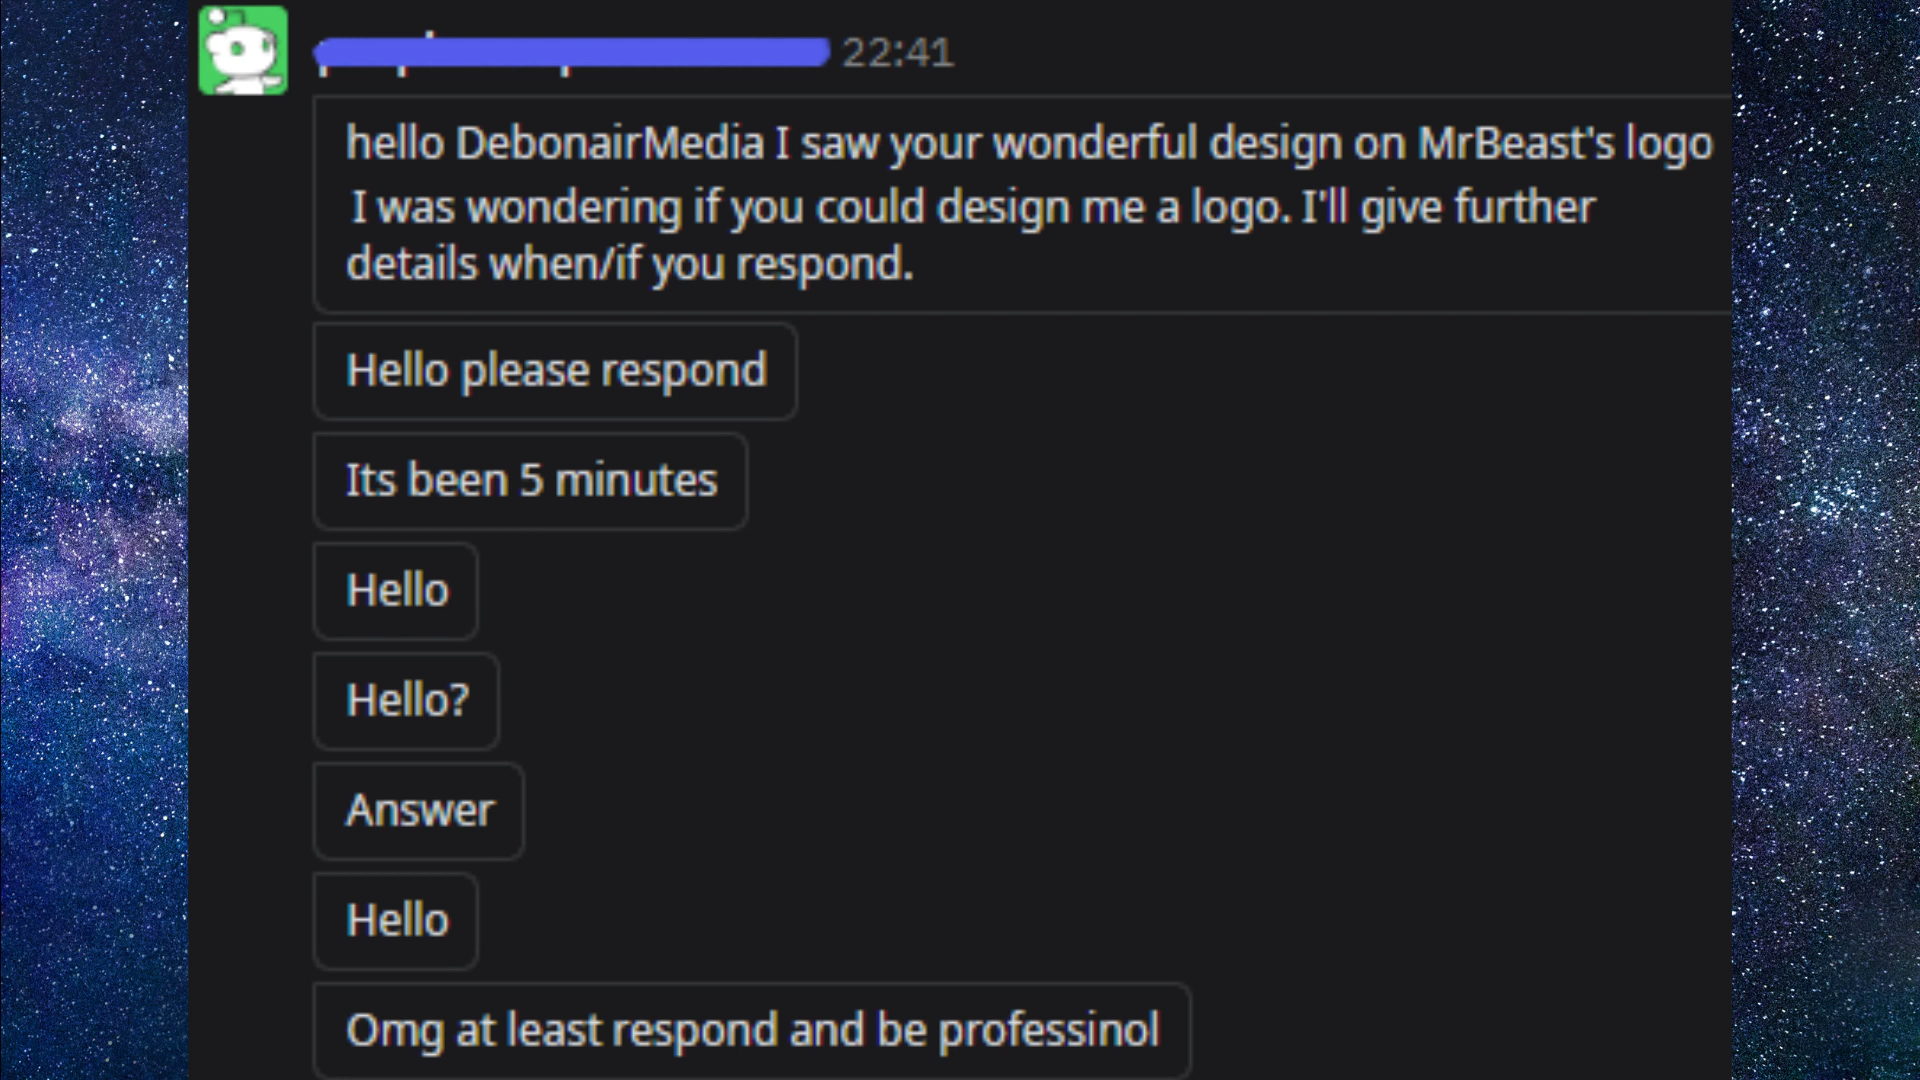 22:41
hello DebonairMedia I saw your wonderful design on MrBeast's logo
I was wondering if you could design me a logo. I'll give further
details when/if you respond.
Hello please respond
Its been 5 minutes
Hello
Hello?
Answer
Hello
Omg at least respond and be professinol